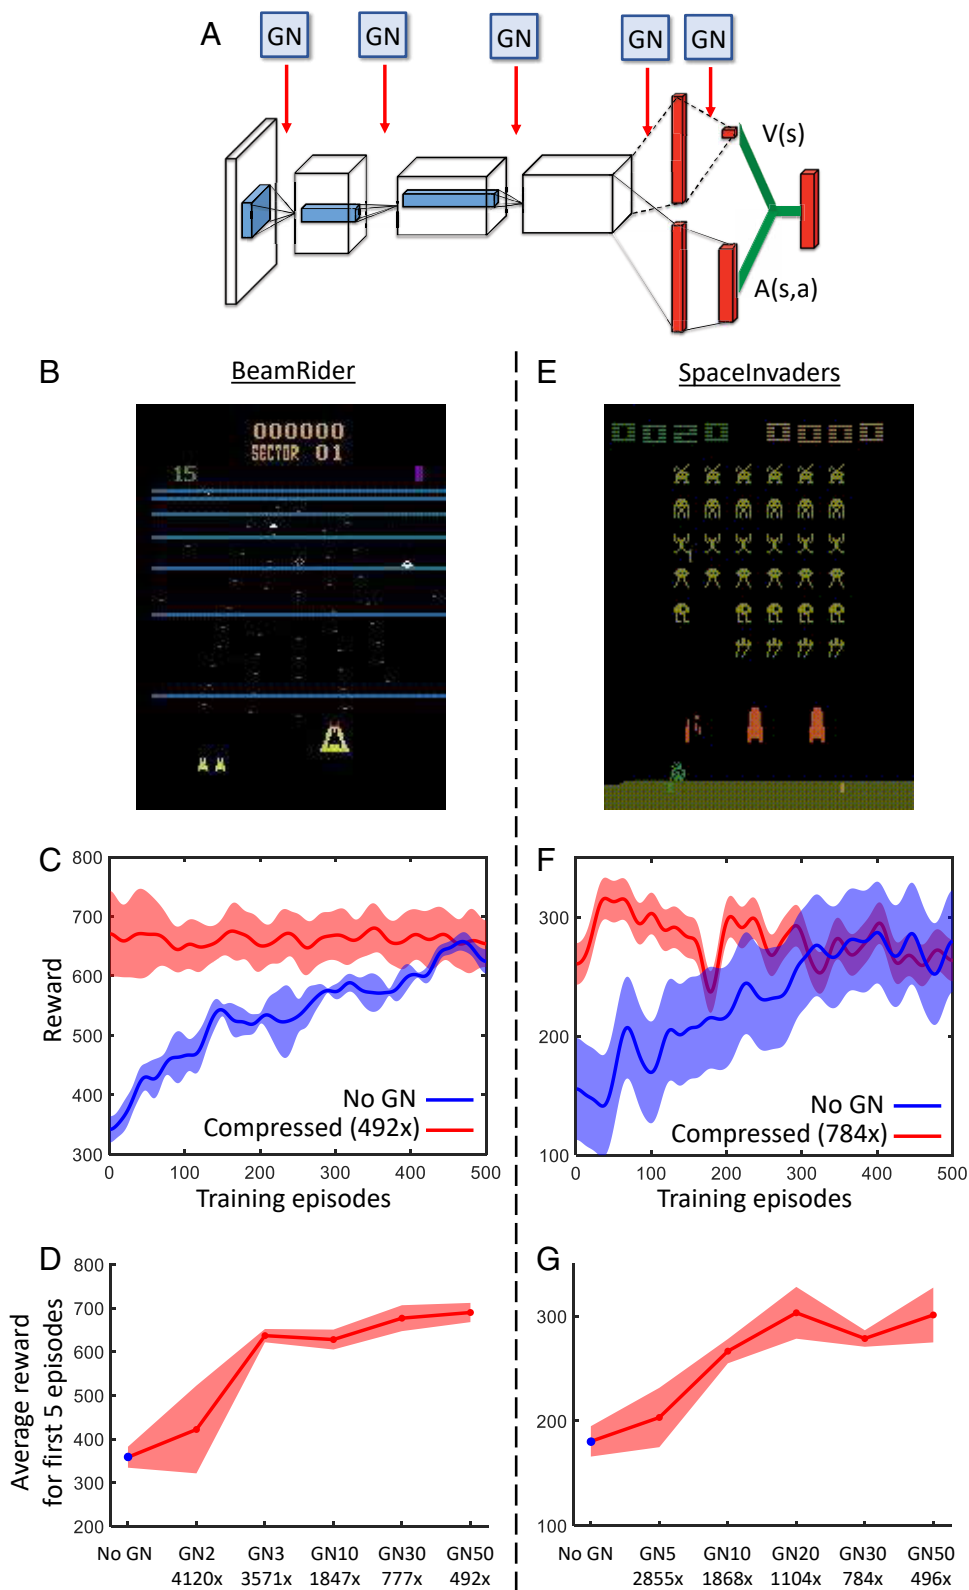 A
GN GN GN GN GN
V(s)
A(s,a)
B
BeamRider
000000
SECTOR 01
15
E
SpaceInvaders
0020 0000
C
800
700
600
500
400
300
Reward
No GN
Compressed (492x)
0 100 200 300 400 500
Training episodes
F
300
200
100
No GN
Compressed (784x)
0 100 200 300 400 500
Training episodes
D
800
700
600
500
400
300
200
Average reward
for first 5 episodes
No GN GN2 GN3 GN10 GN30 GN50
4120x 3571x 1847x 777x 492x
G
300
200
100
No GN GN5 GN10 GN20 GN30 GN50
2855x 1868x 1104x 784x 496x